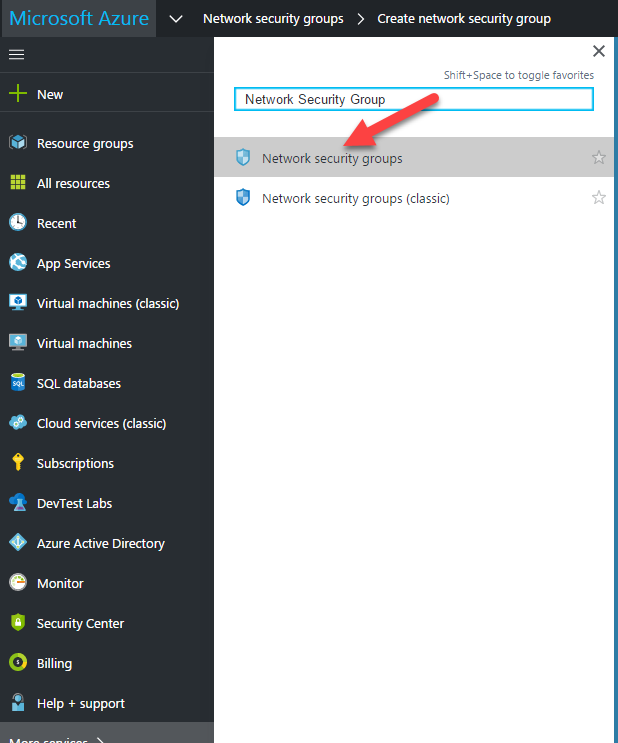 Microsoft Azure Network security groups > Create network security group
Shift+Space to toggle favorites
Network Security Group
Network security groups
Network security groups (classic)
New
Resource groups
All resources
Recent
App Services
Virtual machines (classic)
Virtual machines
SQL databases
Cloud services (classic)
Subscriptions
DevTest Labs
Azure Active Directory
Monitor
Security Center
Billing
Help + support
More services >